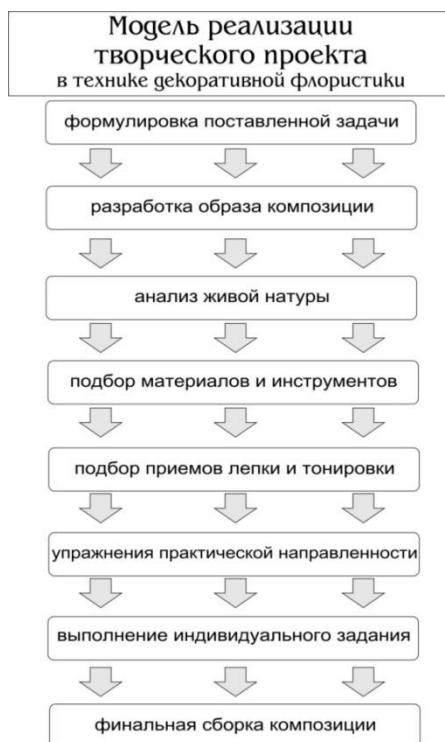 Модель реализации
творческого проекта
в технике декоративной флористики
формулировка поставленной задачи
разработка образа композиции
анализ живой натуры
подбор материалов и инструментов
подбор приемов лепки и тонировки
упражнения практической направленности
выполнение индивидуального задания
финальная сборка композиции